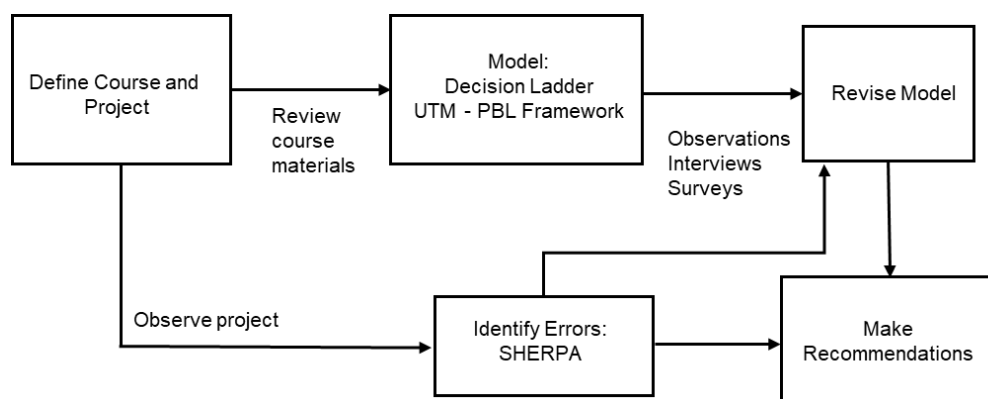 Define Course and
Project
Review
course
materials
Model:
Decision Ladder
UTM - PBL Framework
Observations
Interviews
Surveys
Revise Model
Observe project
Identify Errors:
SHERPA
Make
Recommendations